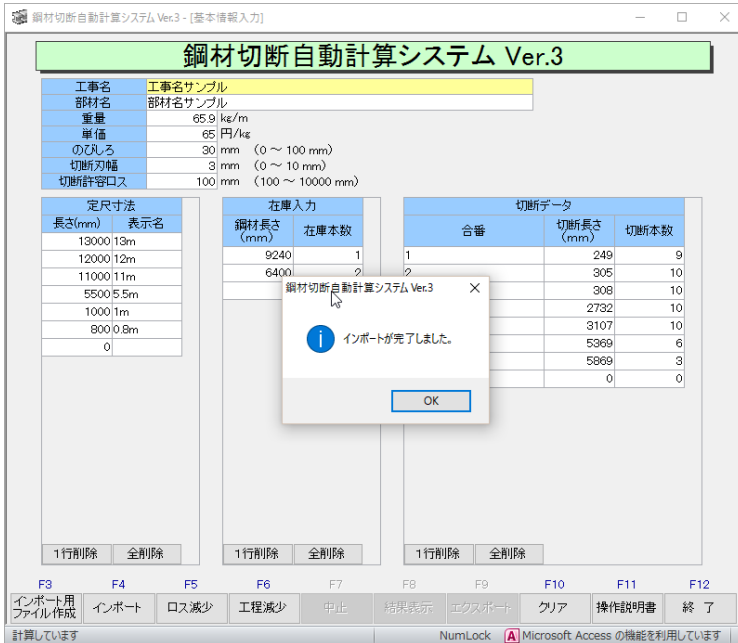 鋼材切断自動計算システム Ver.3 - [基本情報入力]
鋼材切断自動計算システム Ver.3
工事名 工事名サンプル
部材名 部材名サンプル
重量 65.9 kg/m
単価 65 円/kg
のびしろ 30 mm （0 ～ 100 mm）
切断刃幅 3 mm （0 ～ 10 mm）
切断許容ロス 100 mm （100 ～ 10000 mm）
定尺寸法
長さ(mm) 表示名
13000 13m
12000 12m
11000 11m
5500 5.5m
1000 1m
800 0.8m
0
在庫入力
鋼材長さ(mm) 在庫本数
9240 1
6400 2
切断データ
合番 切断長さ(mm) 切断本数
1 249 9
2 305 10
308 10
2732 10
3107 10
5369 6
5869 3
0 0
鋼材切断自動計算システム Ver.3
インポートが完了しました。
OK
1行削除 全削除
1行削除 全削除
1行削除 全削除
F3 F4 F5 F6 F7 F8 F9 F10 F11 F12
インポート用ファイル作成 インポート ロス減少 工程減少 中止 結果表示 エクスポート クリア 操作説明書 終 了
計算しています NumLock A Microsoft Access の機能を利用しています